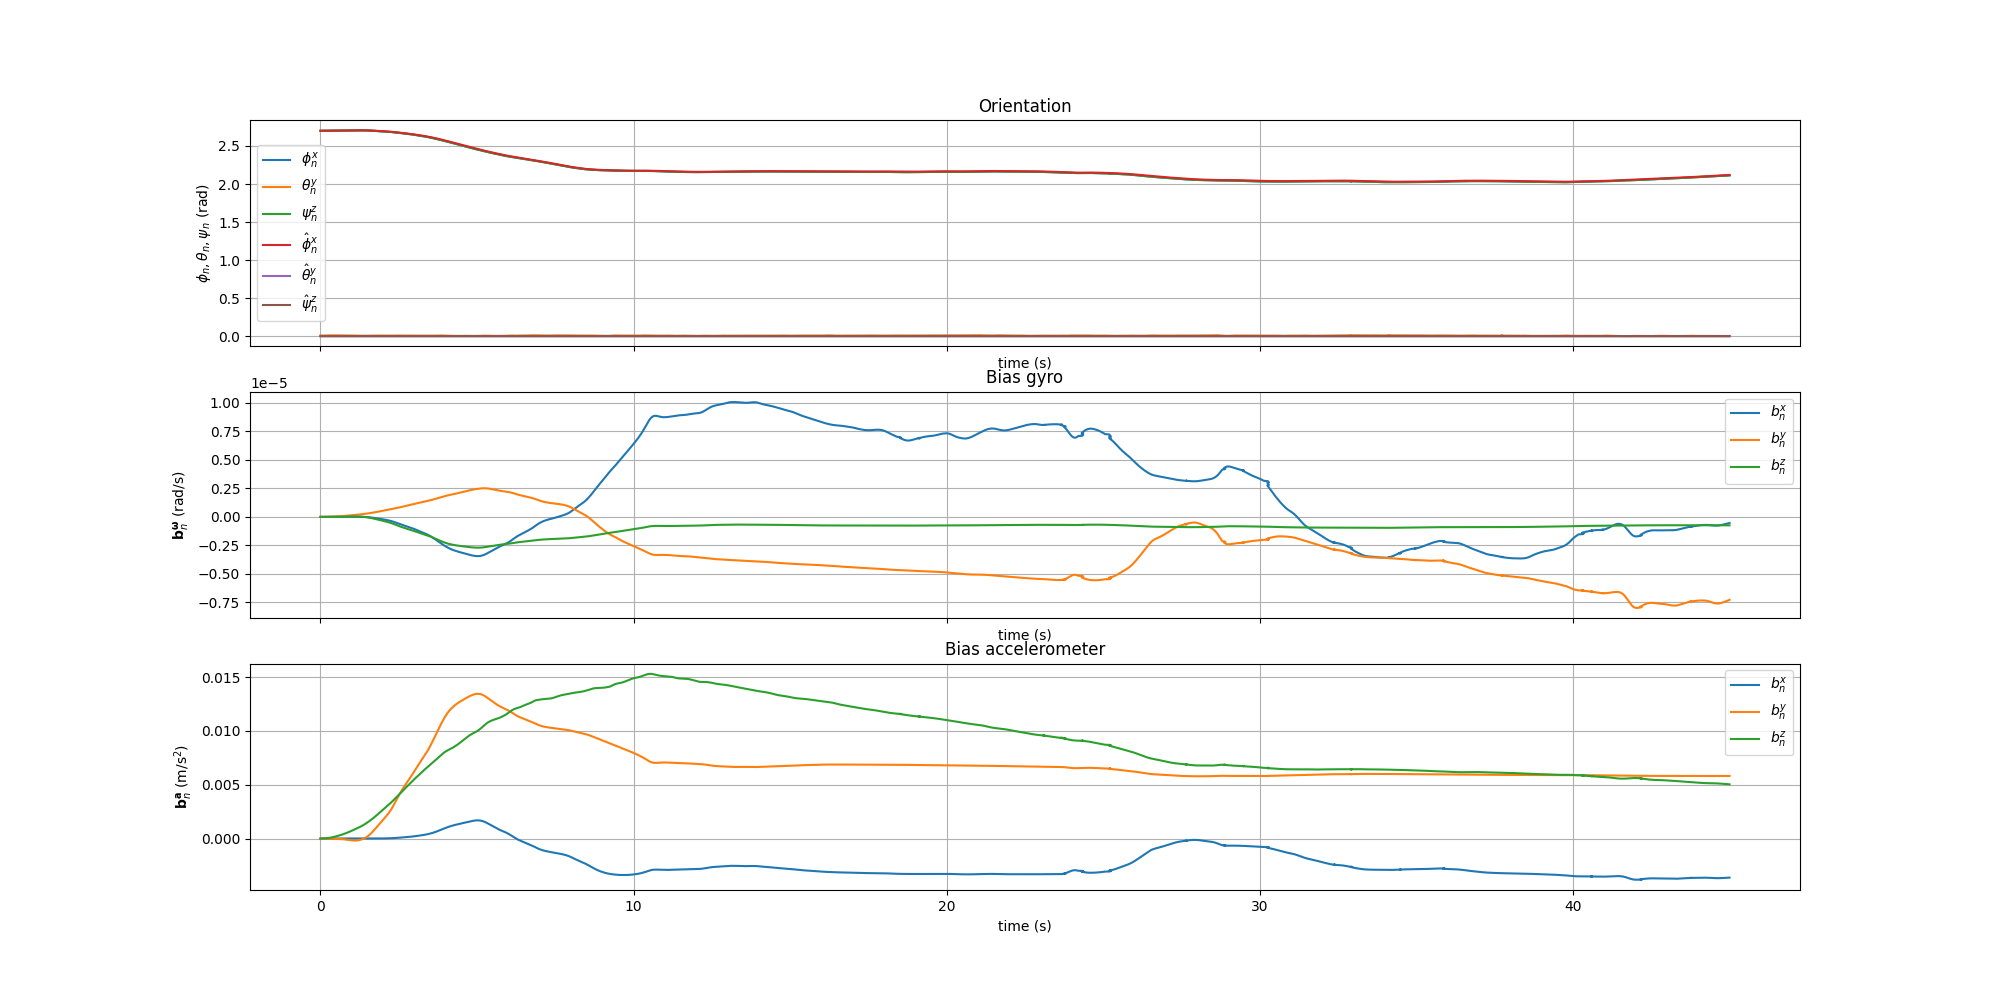 Orientation
ϕₙ, θₙ, ψₙ (rad)
2.5
2.0
1.5
1.0
0.5
0.0
ϕₙˣ
θₙʸ
ψₙᶻ
ϕ̂ₙˣ
θ̂ₙʸ
ψ̂ₙᶻ
time (s)
Bias gyro
1e−5
bₙ^ω (rad/s)
1.00
0.75
0.50
0.25
0.00
−0.25
−0.50
−0.75
bₙˣ
bₙʸ
bₙᶻ
time (s)
Bias accelerometer
bₙᵃ (m/s²)
0.015
0.010
0.005
0.000
bₙˣ
bₙʸ
bₙᶻ
0 10 20 30 40
time (s)